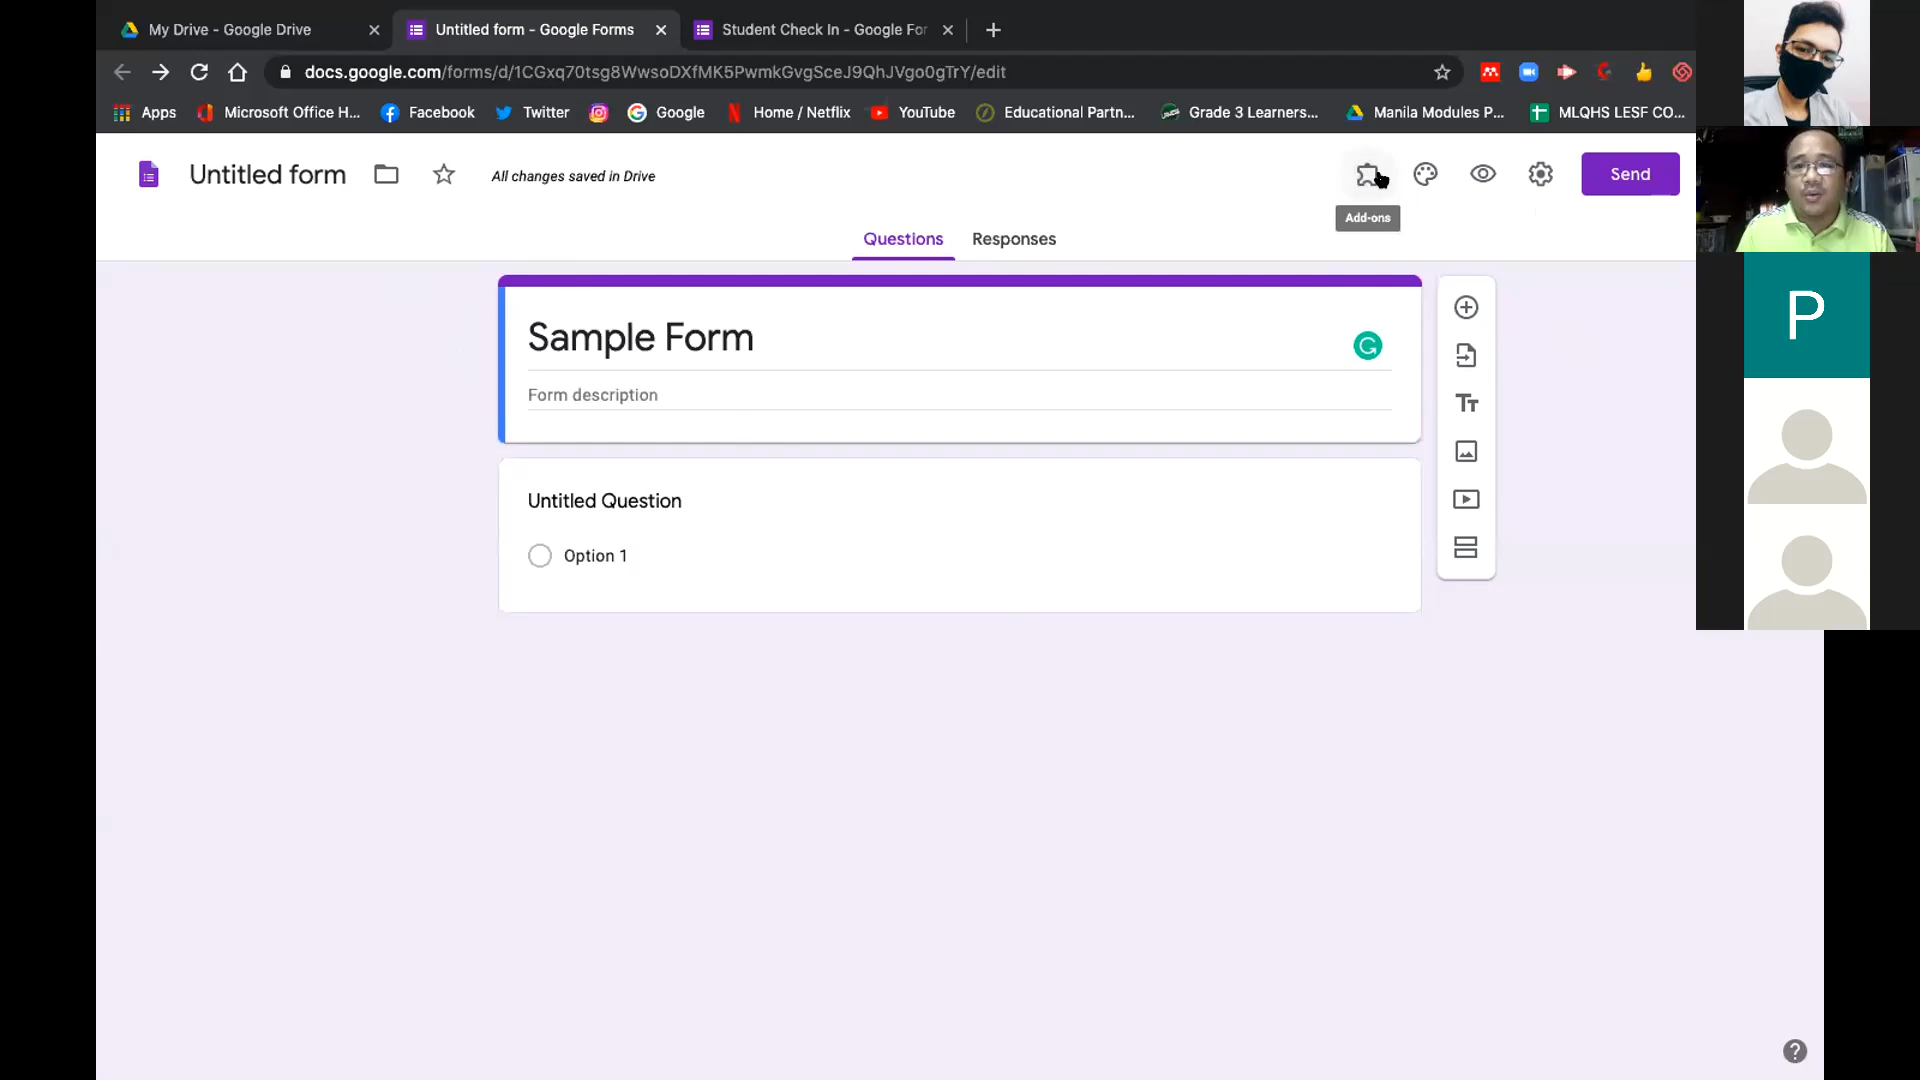 My Drive - Google Drive
Untitled form - Google Forms
Student Check In - Google For
docs.google.com/forms/d/1CGxq70tsg8WwsoDXfMK5PwmkGvgSceJ9QhJVgo0gTrY/edit
Apps
Microsoft Office H...
Facebook
Twitter
Google
Home / Netflix
YouTube
Educational Partn...
Grade 3 Learners...
Manila Modules P...
MLQHS LESF CO...
Untitled form
All changes saved in Drive
Send
Add-ons
Questions
Responses
Sample Form
Form description
Untitled Question
Option 1
P